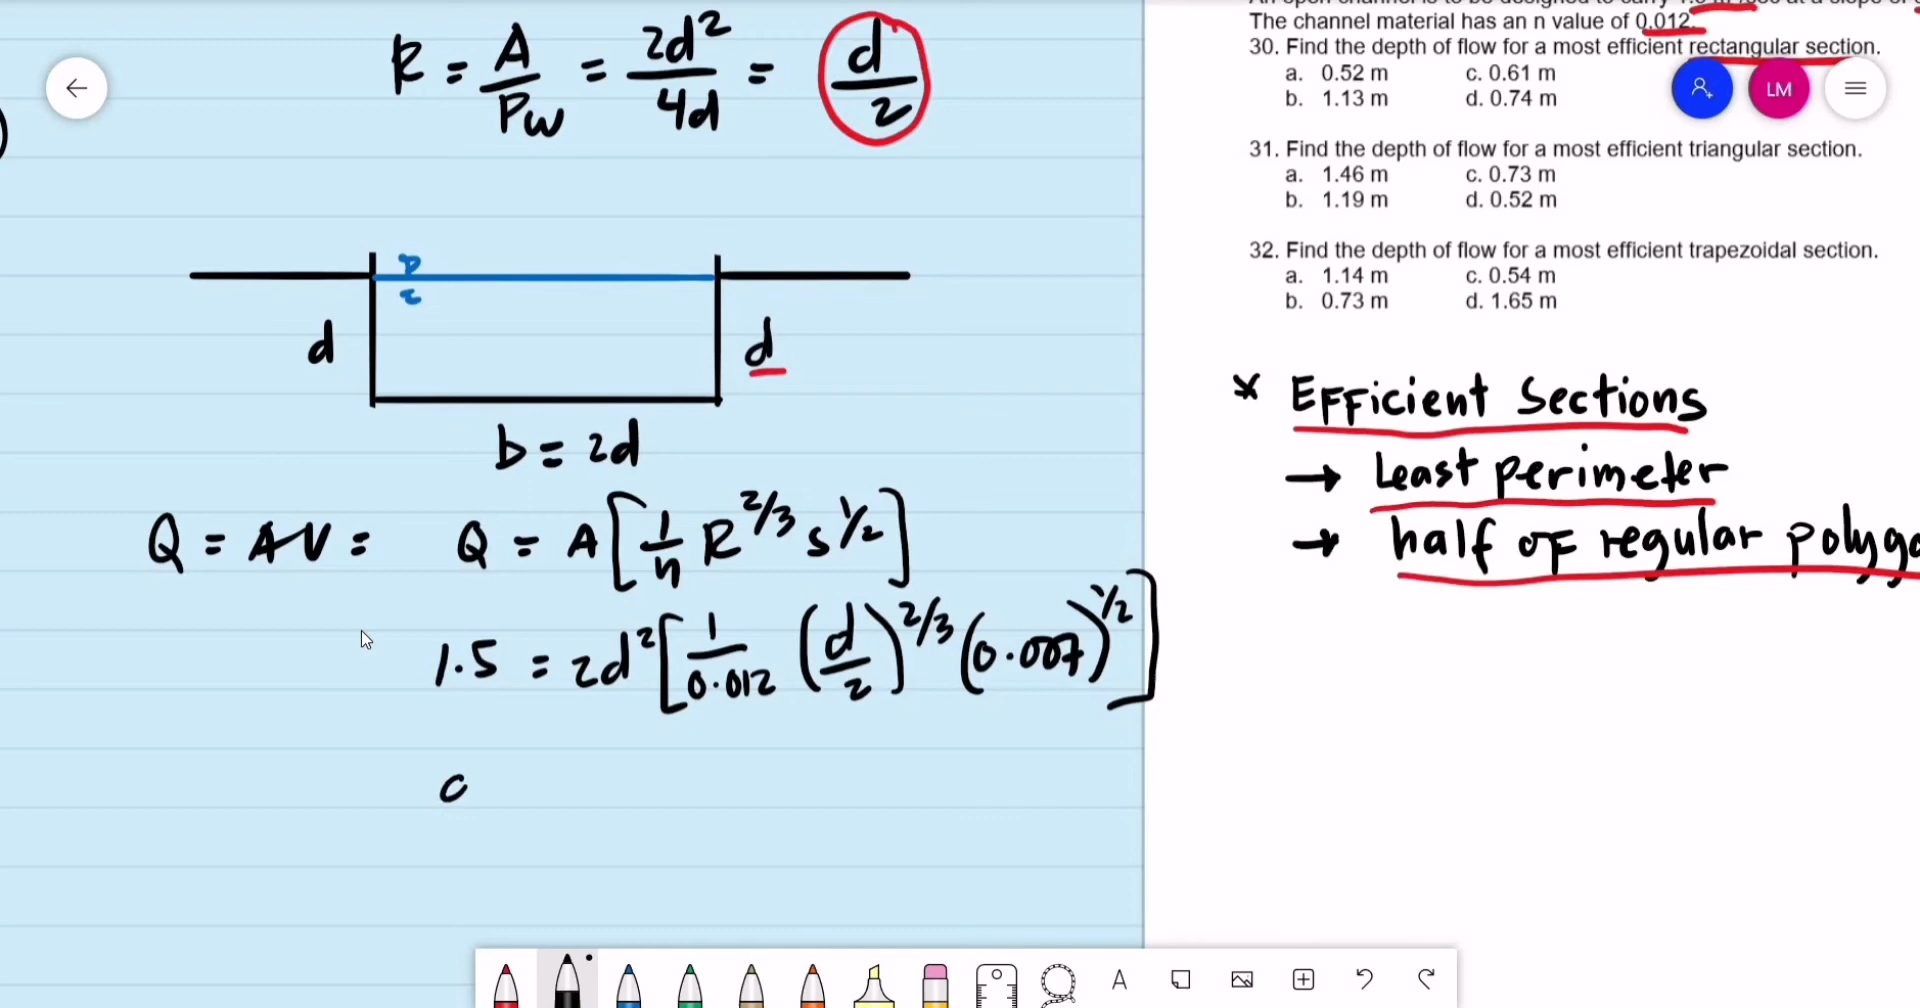 R = A/Pw = 2d²/4d = d/2
d
d
b = 2d
Q = AV = Q = A[1/n R^2/3 s^1/2]
1.5 = 2d²[1/0.012 (d/2)^2/3 (0.007)^1/2]
The channel material has an n value of 0.012.
30. Find the depth of flow for a most efficient rectangular section.
a. 0.52 m c. 0.61 m
b. 1.13 m d. 0.74 m
LM
31. Find the depth of flow for a most efficient triangular section.
a. 1.46 m c. 0.73 m
b. 1.19 m d. 0.52 m
32. Find the depth of flow for a most efficient trapezoidal section.
a. 1.14 m c. 0.54 m
b. 0.73 m d. 1.65 m
* Efficient Sections
→ Least perimeter
→ half of regular polygo
A